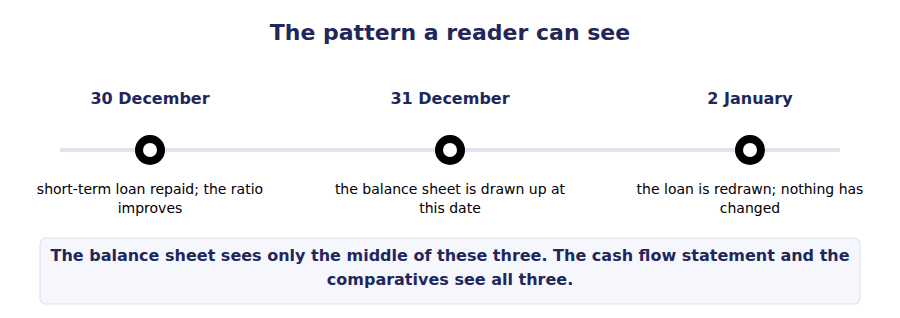 The pattern a reader can see
30 December
31 December
2 January
short-term loan repaid; the ratio
improves
the balance sheet is drawn up at
this date
the loan is redrawn; nothing has
changed
The balance sheet sees only the middle of these three. The cash flow statement and the
comparatives see all three.